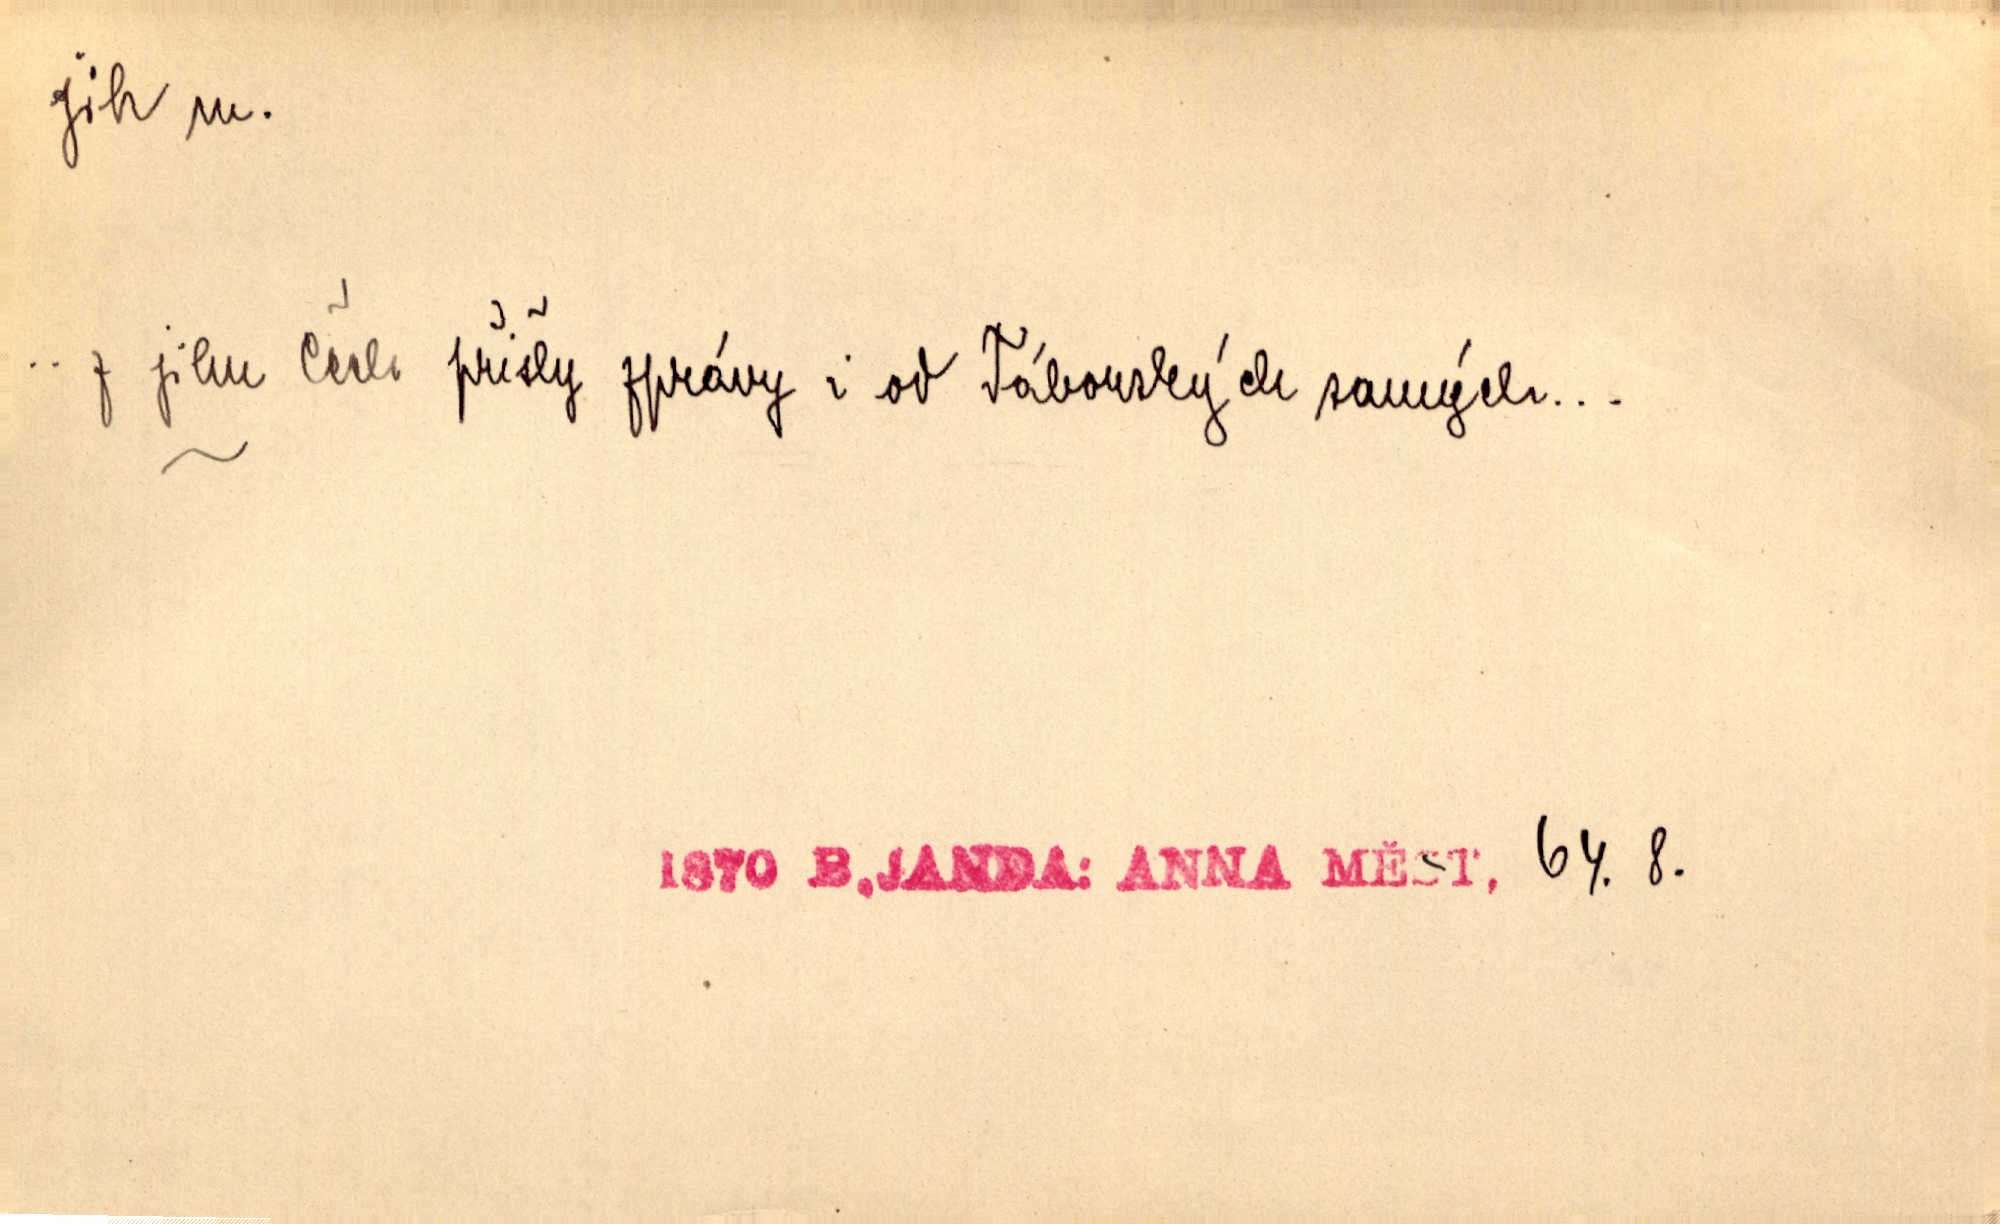 jih m.
.. z jihu Čech přišly zprávy i od Táborských samých...
1870 B. JANDA: ANNA MĚST, 64. 8.